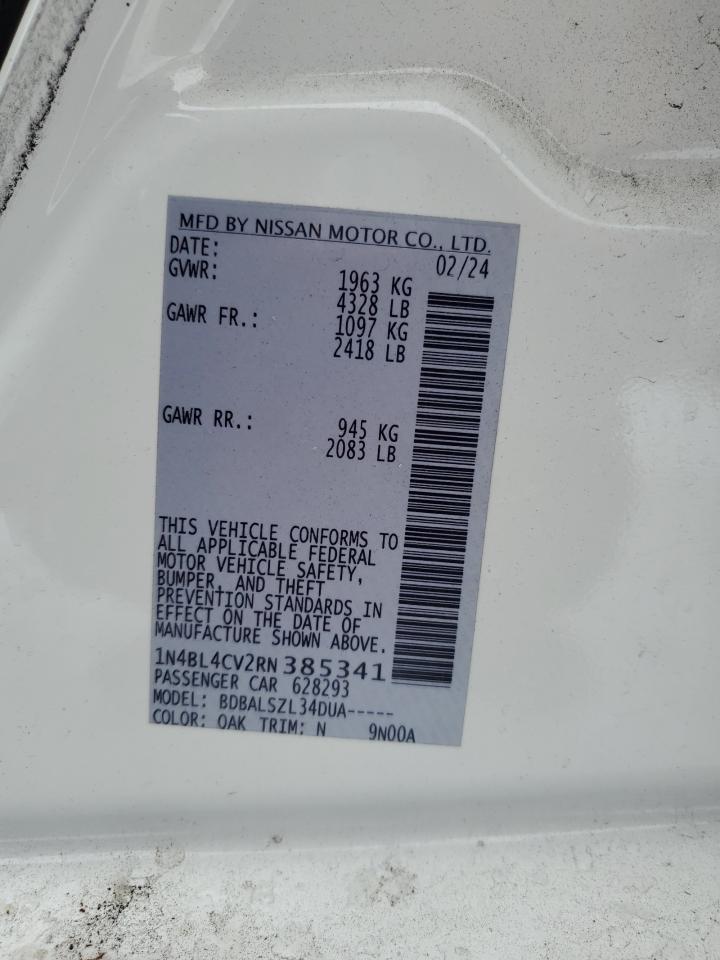 MFD BY NISSAN MOTOR CO., LTD.
DATE: 02/24
GVWR: 1963 KG
4328 LB
GAWR FR.: 1097 KG
2418 LB
GAWR RR.: 945 KG
2083 LB
THIS VEHICLE CONFORMS TO
ALL APPLICABLE FEDERAL
MOTOR VEHICLE SAFETY,
BUMPER, AND THEFT
PREVENTION STANDARDS IN
EFFECT ON THE DATE OF
MANUFACTURE SHOWN ABOVE.
1N4BL4CV2RN385341
PASSENGER CAR 628293
MODEL: BDBALSZL34DUA-----
COLOR: QAK TRIM: N 9N00A